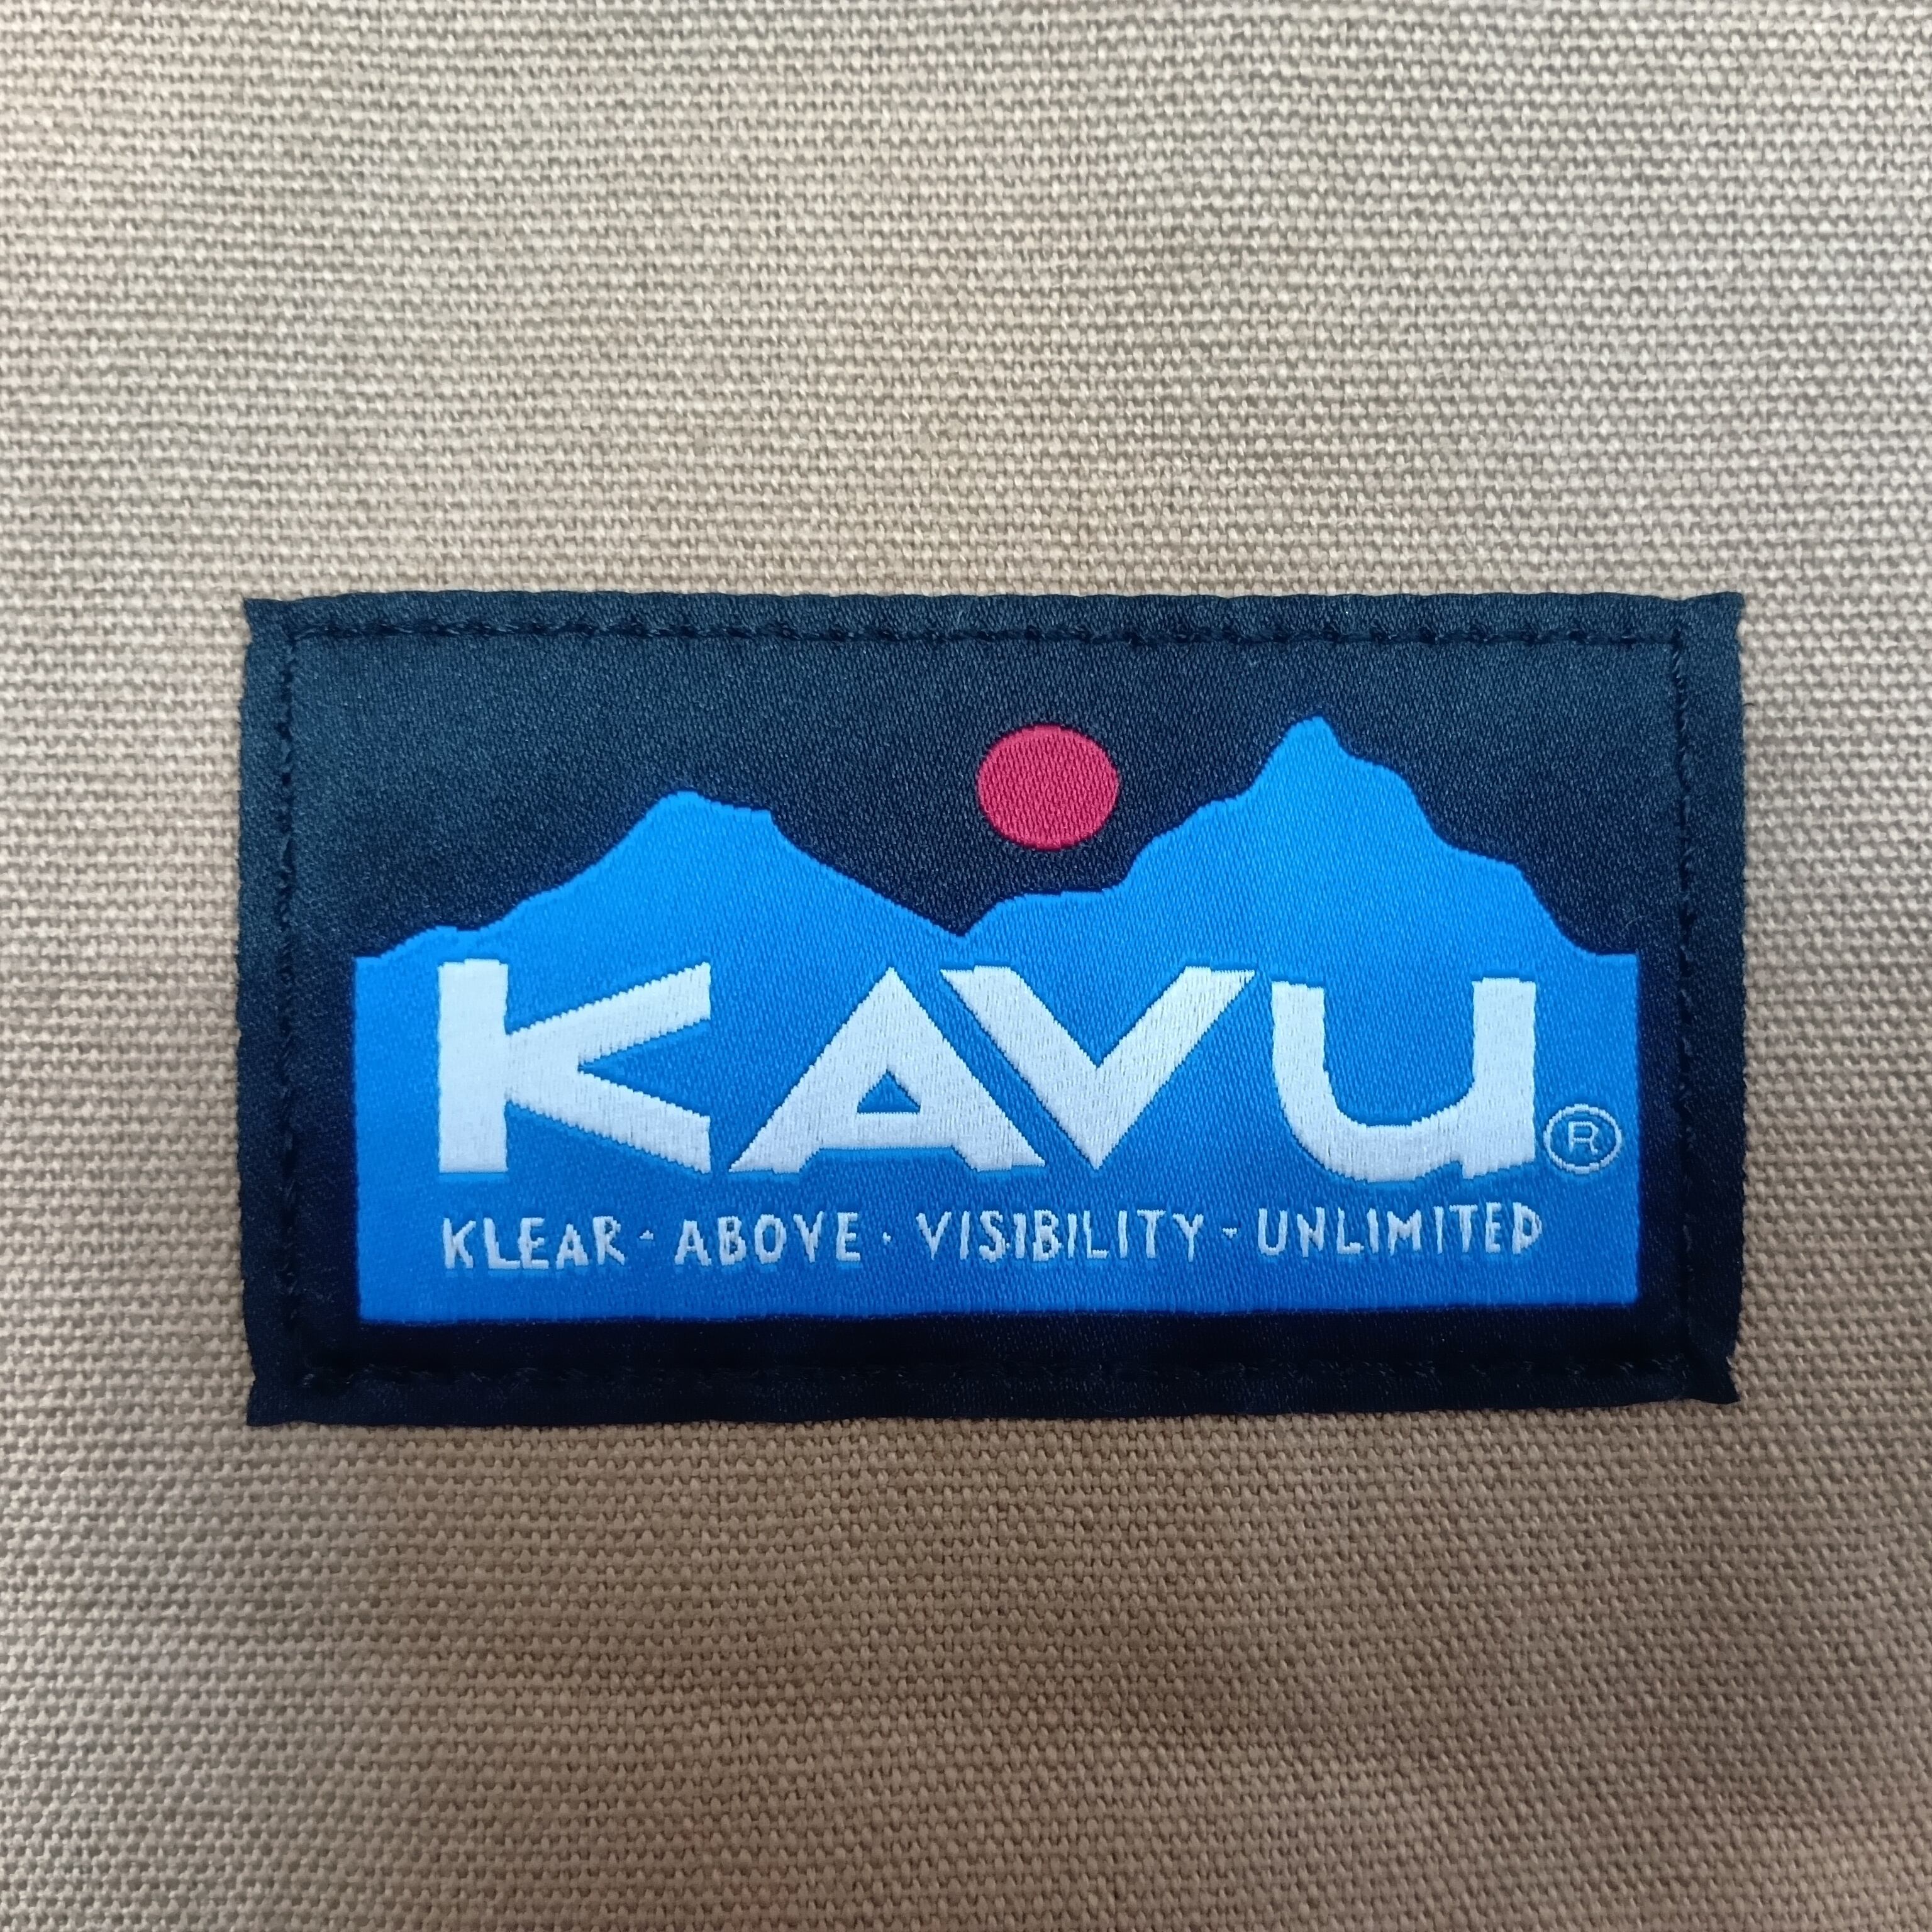 KAVU®
KLEAR · ABOVE · VISIBILITY · UNLIMITED